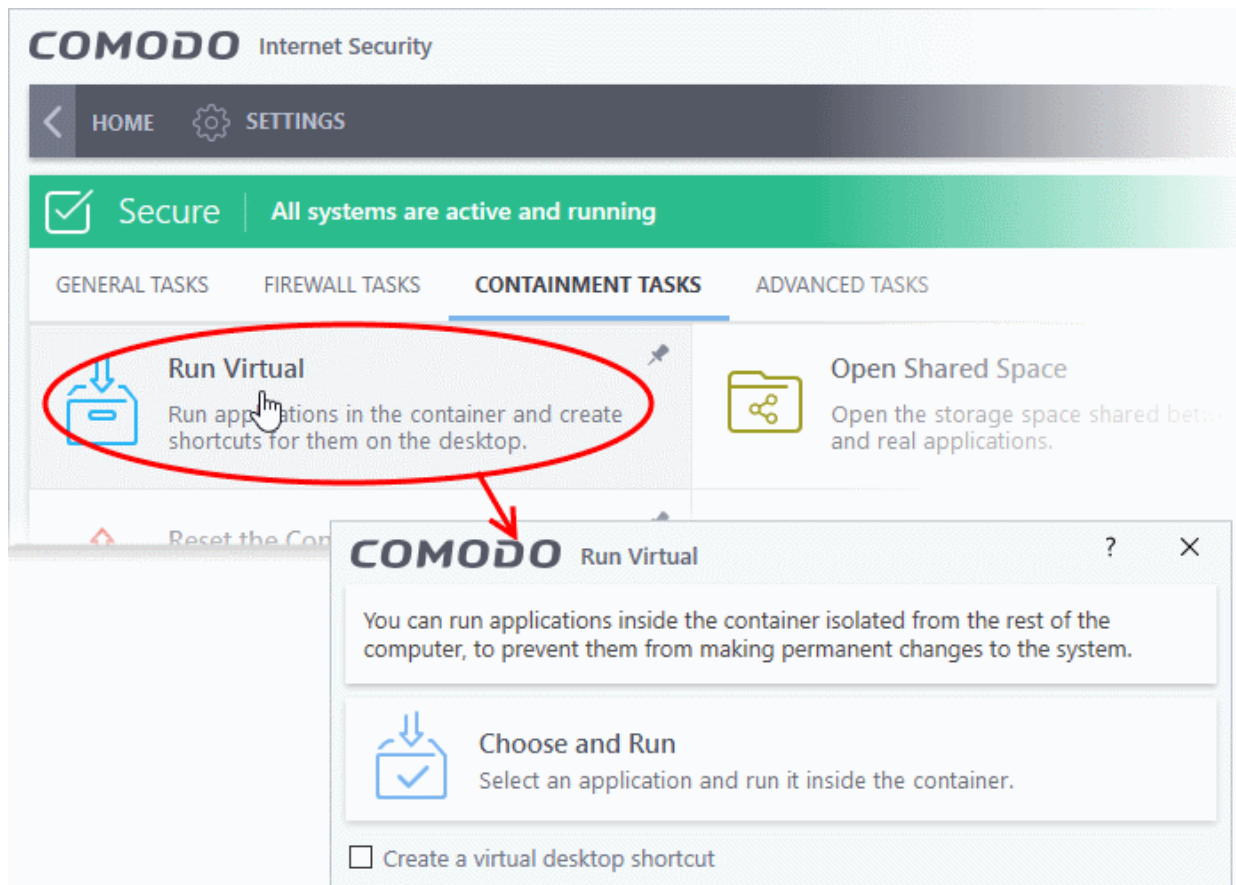 COMODO Internet Security
HOME SETTINGS
Secure All systems are active and running
GENERAL TASKS FIREWALL TASKS CONTAINMENT TASKS ADVANCED TASKS
Run Virtual
Run applications in the container and create
shortcuts for them on the desktop.
Open Shared Space
Open the storage space shared
and real applications.
Reset the
COMODO Run Virtual ?
You can run applications inside the container isolated from the rest of the
computer, to prevent them from making permanent changes to the system.
Choose and Run
Select an application and run it inside the container.
Create a virtual desktop shortcut